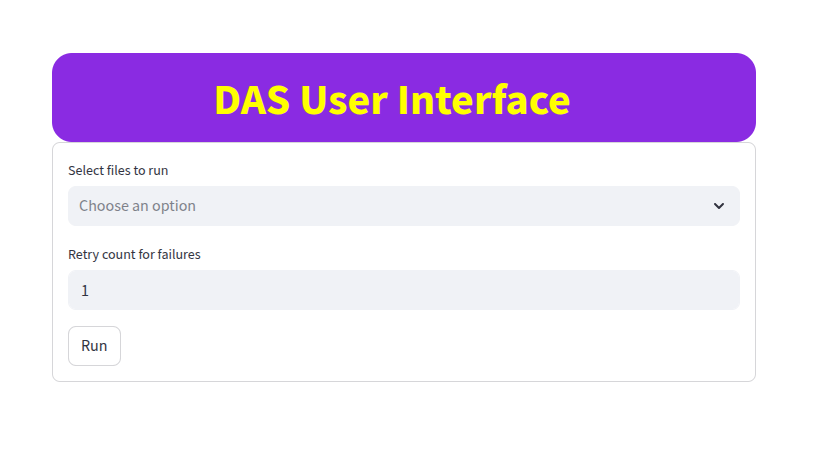 DAS User Interface
Select files to run
Choose an option
Retry count for failures
1
Run